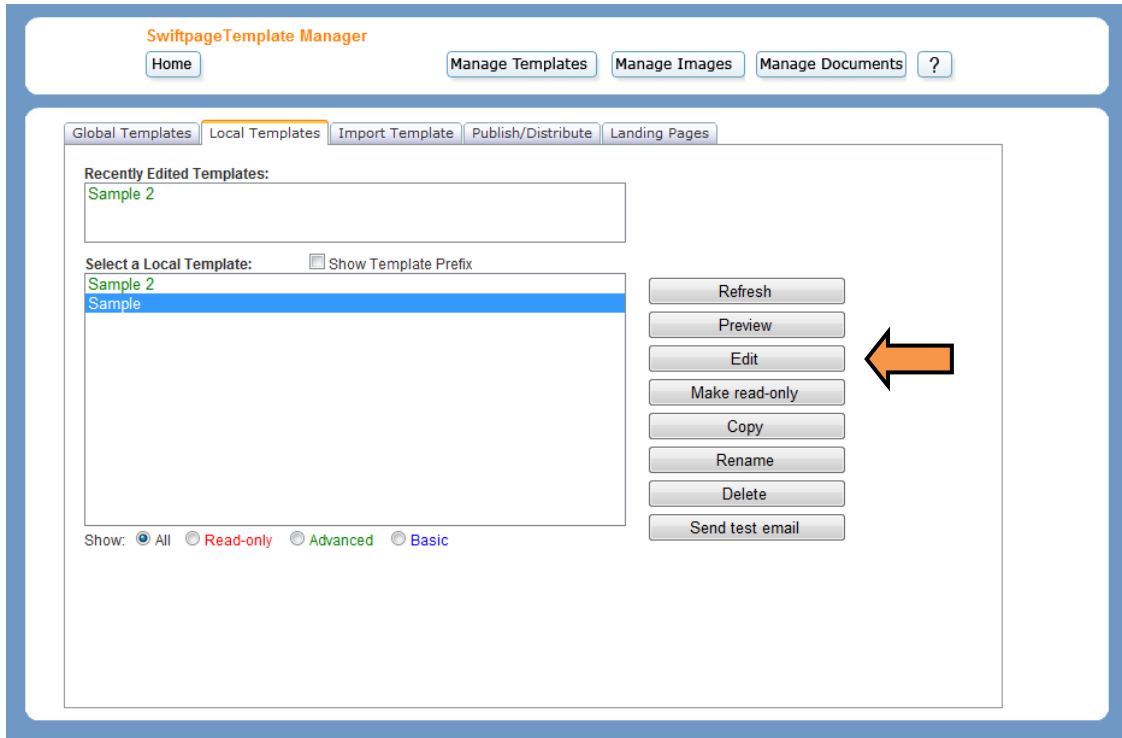 SwiftpageTemplate Manager
Home Manage Templates Manage Images Manage Documents ?
Global Templates Local Templates Import Template Publish/Distribute Landing Pages
Recently Edited Templates:
Sample 2
Select a Local Template: Show Template Prefix
Sample 2
Sample
Refresh
Preview
Edit
Make read-only
Copy
Rename
Delete
Send test email
Show: All Read-only Advanced Basic